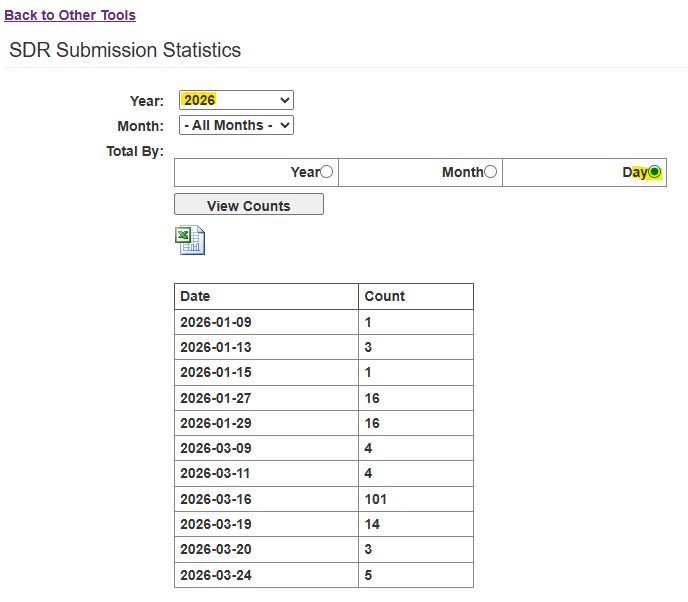 Back to Other Tools
SDR Submission Statistics
Year: 2026
Month: - All Months -
Total By:
Year Month Day
View Counts
Date Count
2026-01-09 1
2026-01-13 3
2026-01-15 1
2026-01-27 16
2026-01-29 16
2026-03-09 4
2026-03-11 4
2026-03-16 101
2026-03-19 14
2026-03-20 3
2026-03-24 5